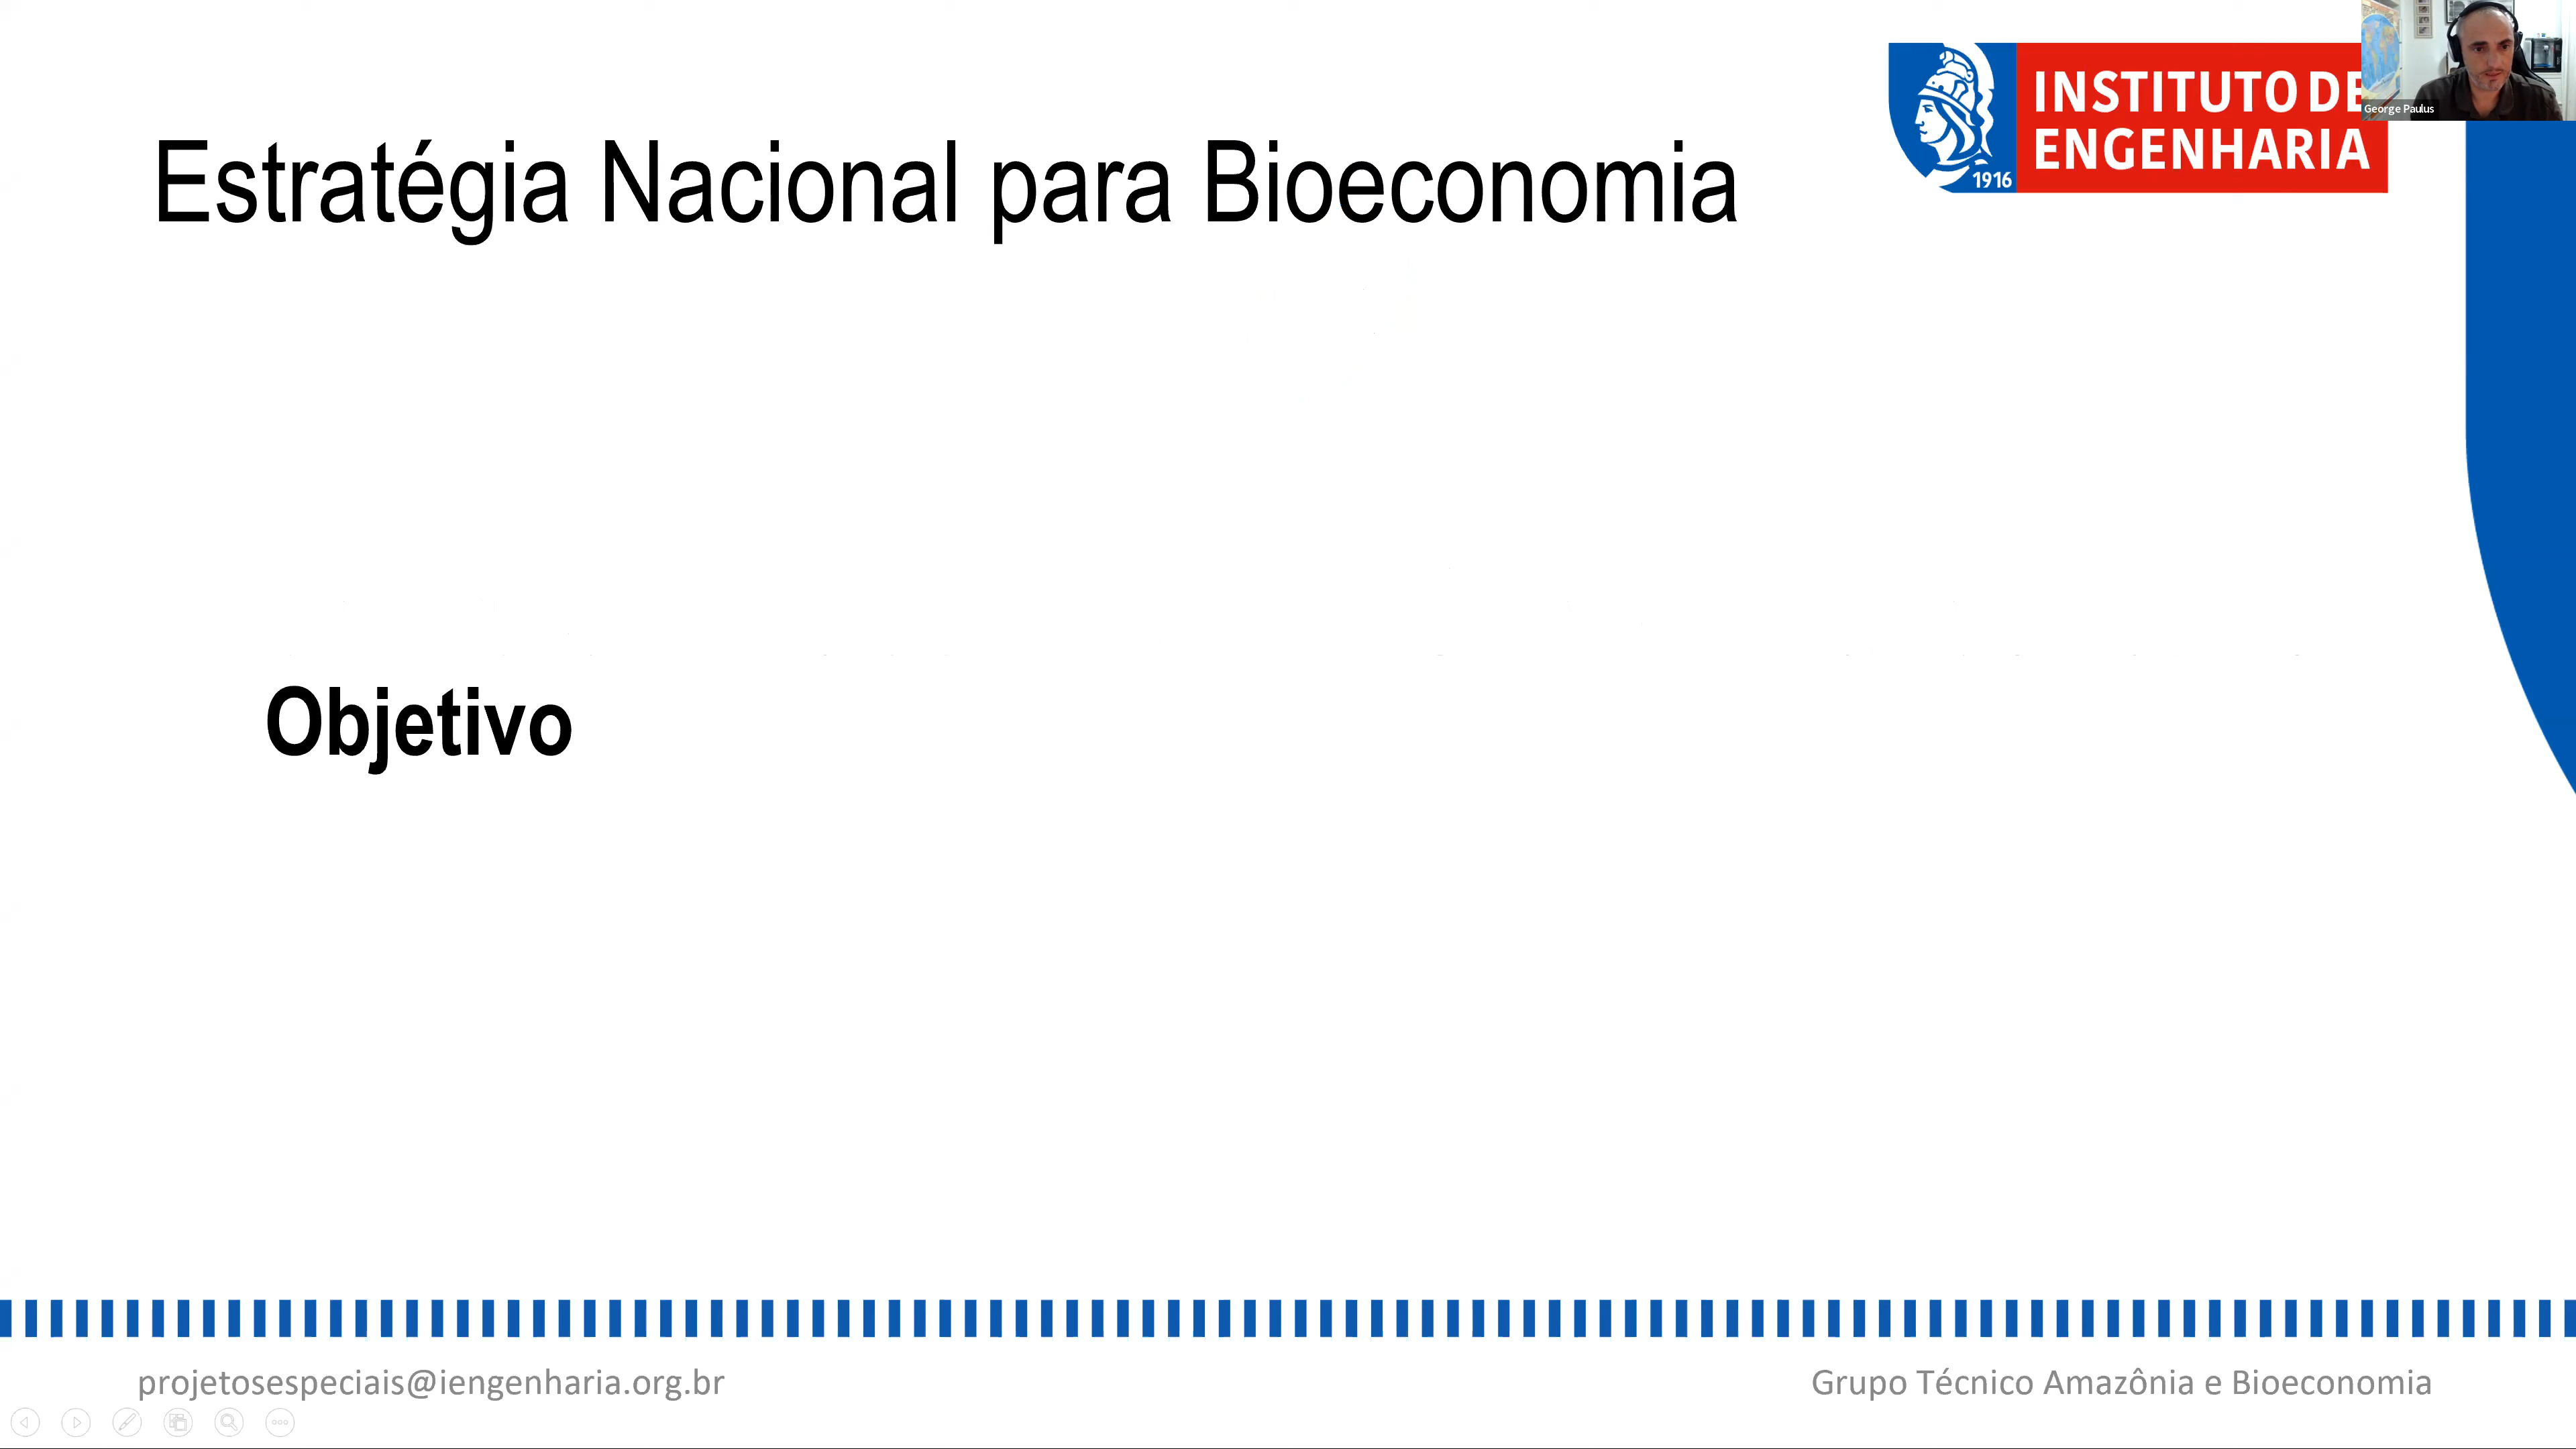 Estratégia Nacional para Bioeconomia
INSTITUTO DE
ENGENHARIA
1916
George Paulus
Objetivo
projetosespeciais@iengenharia.org.br
Grupo Técnico Amazônia e Bioeconomia